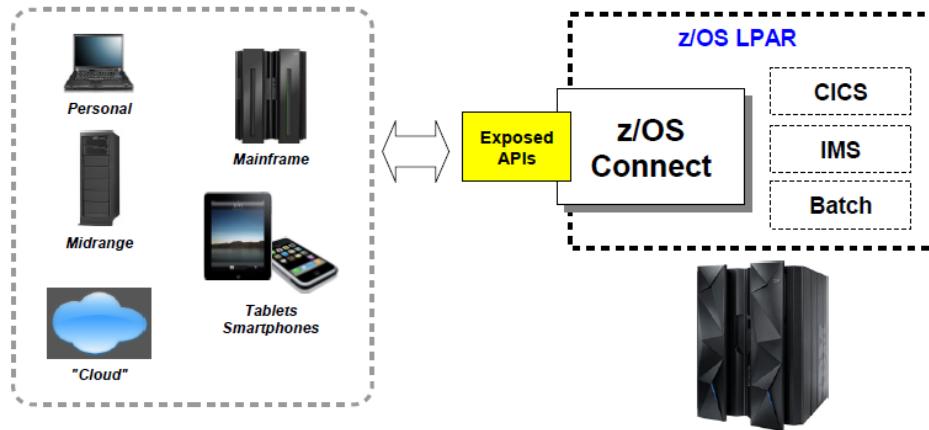 Personal
Mainframe
Midrange
Tablets
Smartphones
"Cloud"
Exposed
APIs
z/OS LPAR
z/OS
Connect
CICS
IMS
Batch